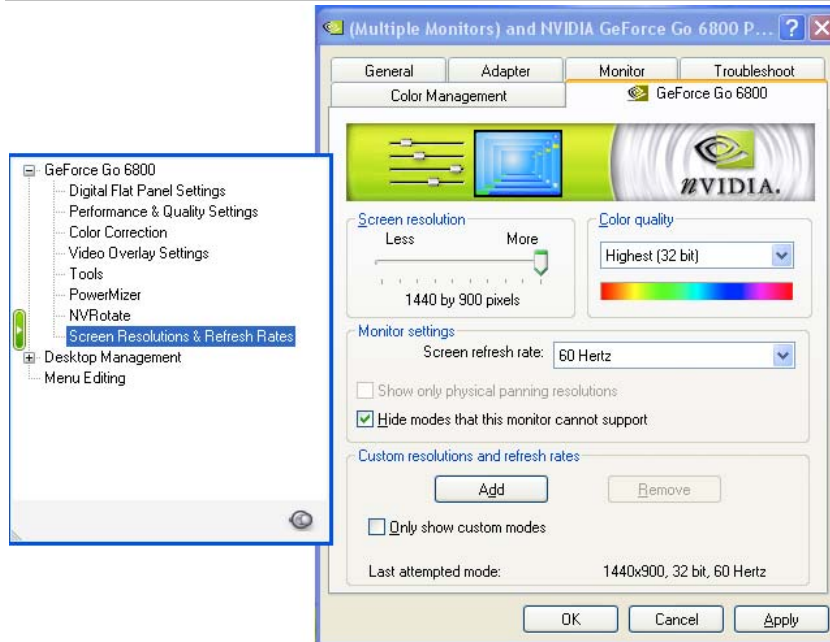 (Multiple Monitors) and NVIDIA GeForce Go 6800 P...
General Adapter Monitor Troubleshoot
Color Management GeForce Go 6800
nVIDIA.
GeForce Go 6800
Digital Flat Panel Settings
Performance & Quality Settings
Color Correction
Video Overlay Settings
Tools
PowerMizer
NVRotate
Screen Resolutions & Refresh Rates
Desktop Management
Menu Editing
Screen resolution
Less More
1440 by 900 pixels
Color quality
Highest (32 bit)
Monitor settings
Screen refresh rate: 60 Hertz
Show only physical panning resolutions
Hide modes that this monitor cannot support
Custom resolutions and refresh rates
Add Remove
Only show custom modes
Last attempted mode: 1440x900, 32 bit, 60 Hertz
OK Cancel Apply